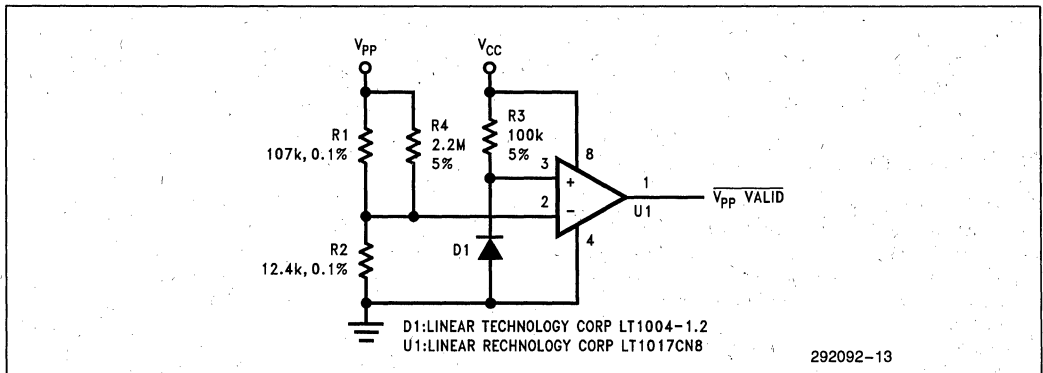 VPP
VCC
R1
107k, 0.1%
R4
2.2M
5%
R3
100k
5%
3
8
+
1
2
-
U1
VPP VALID
4
R2
12.4k, 0.1%
D1
D1:LINEAR TECHNOLOGY CORP LT1004-1.2
U1:LINEAR RECHNOLOGY CORP LT1017CN8
292092-13